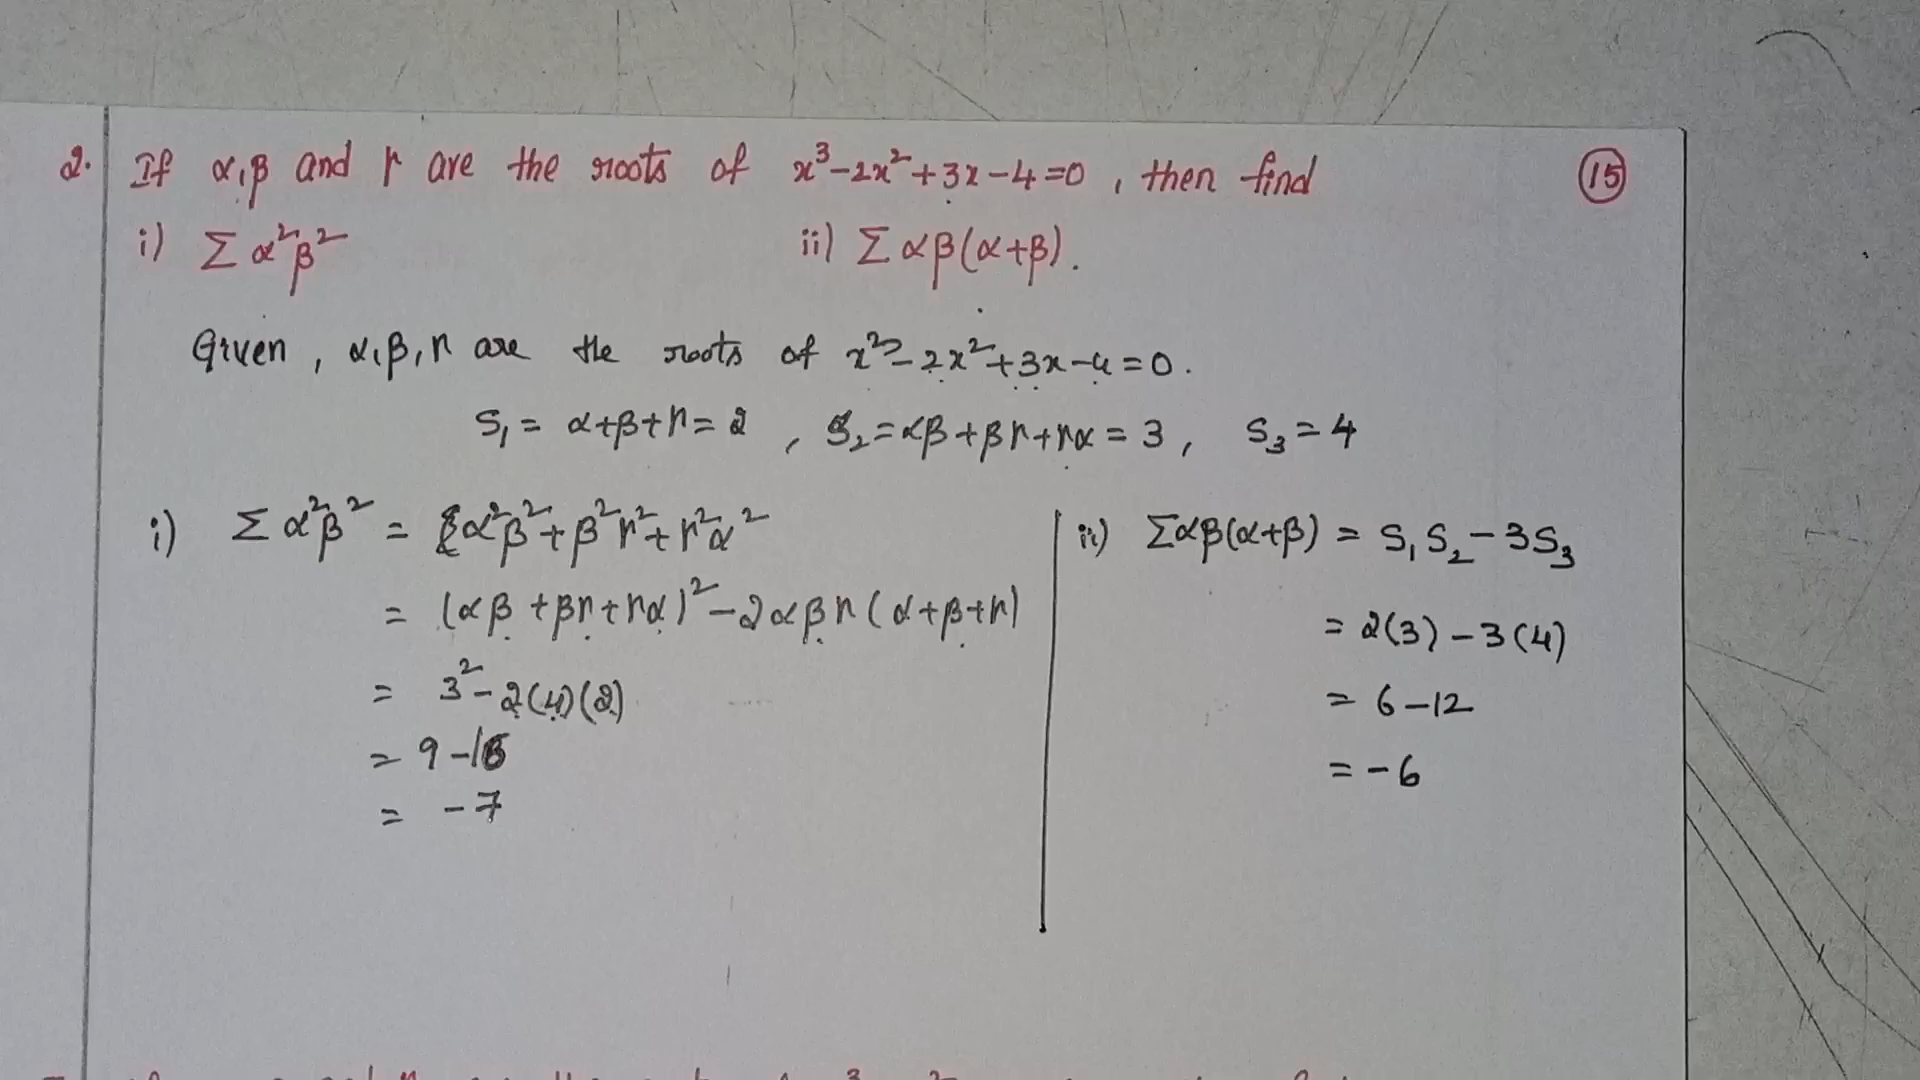 2. If α,β and γ are the roots of x³-2x²+3x-4=0, then find (15)
i) Σ α²β² ii) Σ αβ(α+β).
Given, α,β,γ are the roots of x³-2x²+3x-4=0.
S₁ = α+β+γ = 2 , S₂=αβ+βγ+γα = 3, S₃ = 4
i) Σ α²β² = α²β²+β²γ²+γ²α²
= (αβ+βγ+γα)²-2αβγ(α+β+γ)
= 3²-2(4)(2)
= 9-16
= -7
ii) Σαβ(α+β) = S₁S₂-3S₃
= 2(3)-3(4)
= 6-12
= -6